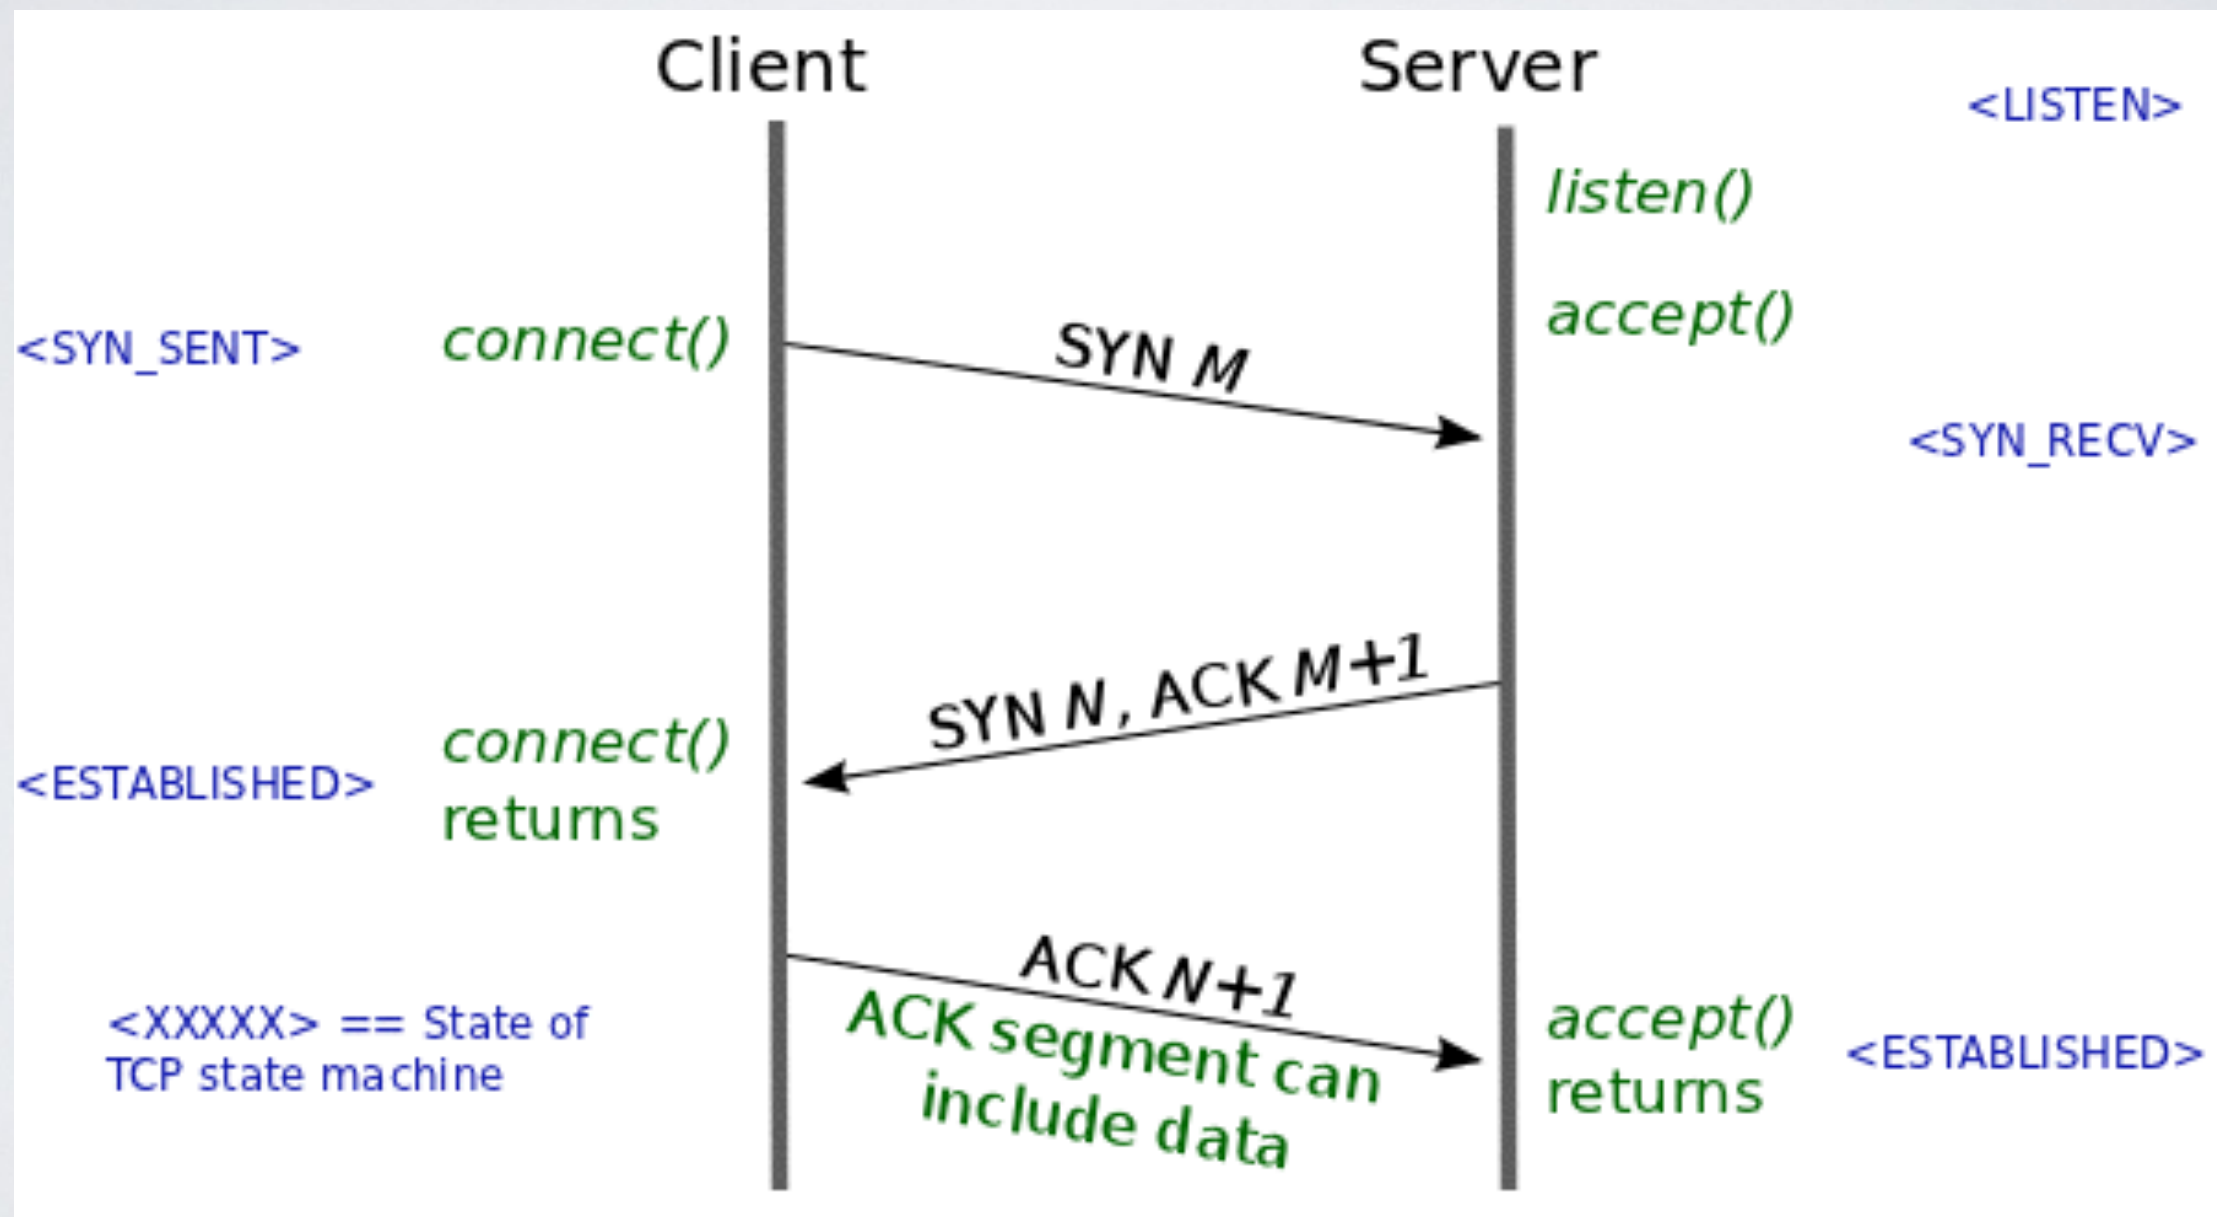 Client
Server
<LISTEN>
listen()
accept()
<SYN_SENT>
connect()
SYN M
<SYN_RECV>
SYN N, ACK M+1
connect()
returns
<ESTABLISHED>
ACK N+1
ACK segment can
include data
accept()
returns
<ESTABLISHED>
<XXXXX> == State of
TCP state machine